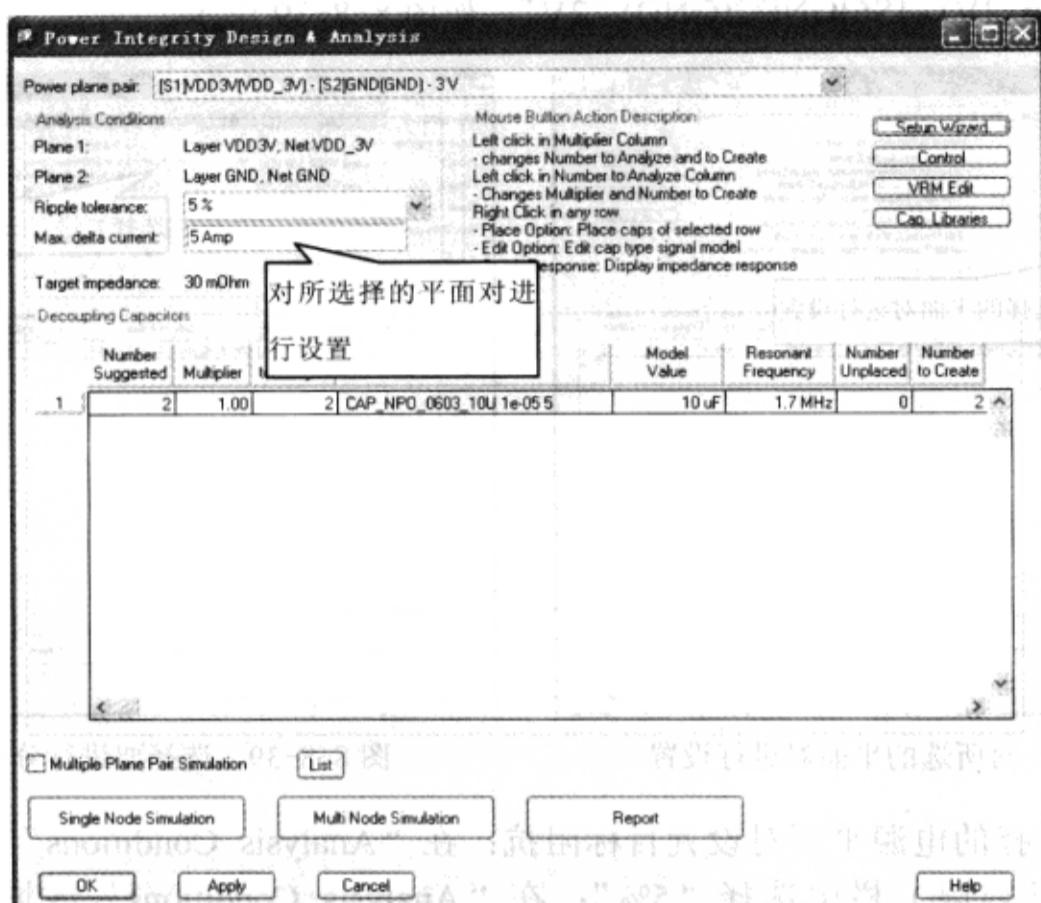 Power Integrity Design & Analysis
Power plane pair: [S1]VDD3V(VDD_3V) - [S2]GND(GND) - 3 V
Analysis Conditions
Plane 1: Layer VDD3V, Net VDD_3V
Plane 2: Layer GND, Net GND
Ripple tolerance: 5 %
Max. delta current: 5 Amp
Target impedance: 30 mOhm
Mouse Button Action Description
Left click in Multiplier Column
- changes Number to Analyze and to Create
Left click in Number to Analyze Column
- Changes Multiplier and Number to Create
Right Click in any row
- Place Option: Place caps of selected row
- Edit Option: Edit cap type signal model
esponse: Display impedance response
Setup Wizard
Control
VRM Edit
Cap. Libraries
对所选择的平面对进
行设置
Decoupling Capacitors
Number Suggested Multiplier Model Value Resonant Frequency Number Unplaced Number to Create
1 2 1.00 2 CAP_NPO_0603_10U 1e-05 5 10 uF 1.7 MHz 0 2
Multiple Plane Pair Simulation List
Single Node Simulation Multi Node Simulation Report
OK Apply Cancel Help